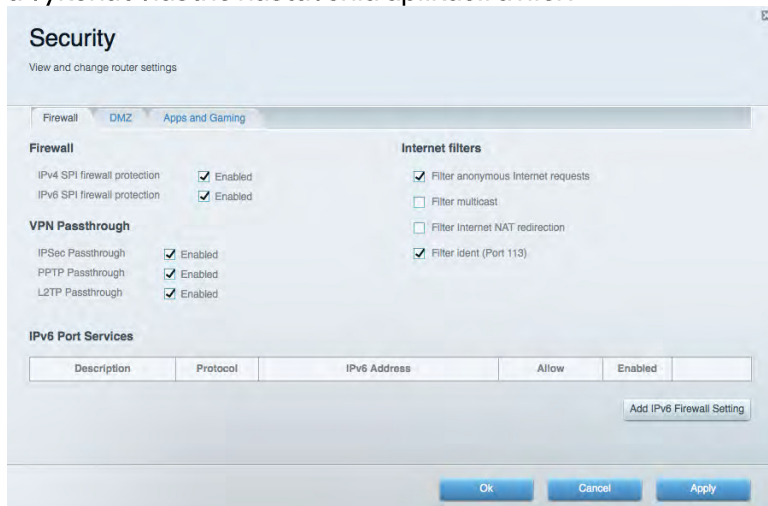 Security
View and change router settings
Firewall DMZ Apps and Gaming
Firewall
IPv4 SPI firewall protection Enabled
IPv6 SPI firewall protection Enabled
VPN Passthrough
IPSec Passthrough Enabled
PPTP Passthrough Enabled
L2TP Passthrough Enabled
Internet filters
Filter anonymous Internet requests
Filter multicast
Filter Internet NAT redirection
Filter ident (Port 113)
IPv6 Port Services
Description Protocol IPv6 Address Allow Enabled
Add IPv6 Firewall Setting
Ok Cancel Apply